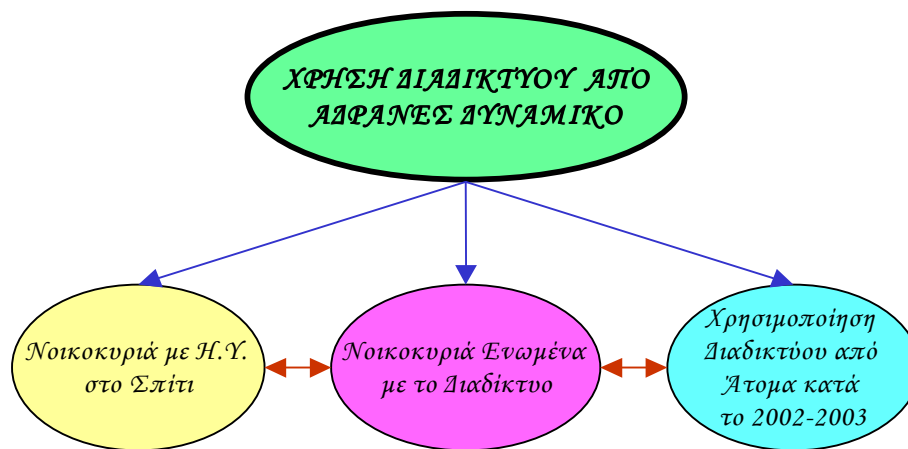 ΧΡΗΣΗ ΔΙΑΔΙΚΤΥΟΥ ΑΠΟ
ΑΔΡΑΝΕΣ ΔΥΝΑΜΙΚΟ
Νοικοκυριά με Η.Υ.
στο Σπίτι
Νοικοκυριά Ενωμένα
με το Διαδίκτυο
Χρησιμοποίηση
Διαδικτύου από
Άτομα κατά
το 2002-2003